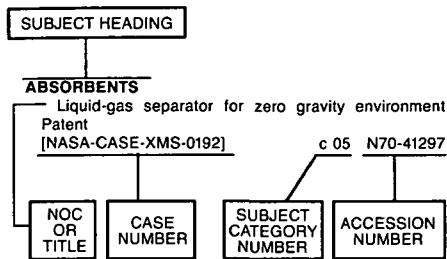 SUBJECT HEADING
ABSORBENTS
Liquid-gas separator for zero gravity environment
Patent
[NASA-CASE-XMS-0192] c 05 N70-41297
NOC OR TITLE
CASE NUMBER
SUBJECT CATEGORY NUMBER
ACCESSION NUMBER